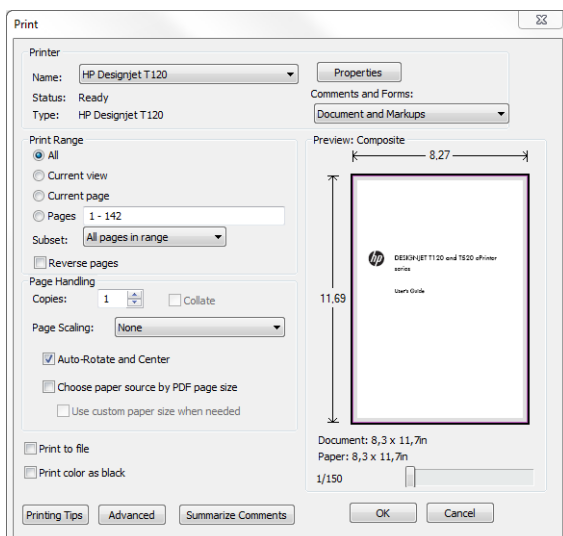 Print
Printer
Name: HP Designjet T120
Properties
Status: Ready
Comments and Forms:
Type: HP Designjet T120
Document and Markups
Print Range
Preview: Composite
All
8,27
Current view
Current page
Pages 1 - 142
Subset: All pages in range
Reverse pages
hp
DESIGNJET T120 and T520 ePrinter
series
User's Guide
11,69
Page Handling
Copies: 1 Collate
Page Scaling: None
Auto-Rotate and Center
Choose paper source by PDF page size
Use custom paper size when needed
Print to file
Print color as black
Document: 8,3 x 11,7in
Paper: 8,3 x 11,7in
1/150
Printing Tips Advanced Summarize Comments OK Cancel